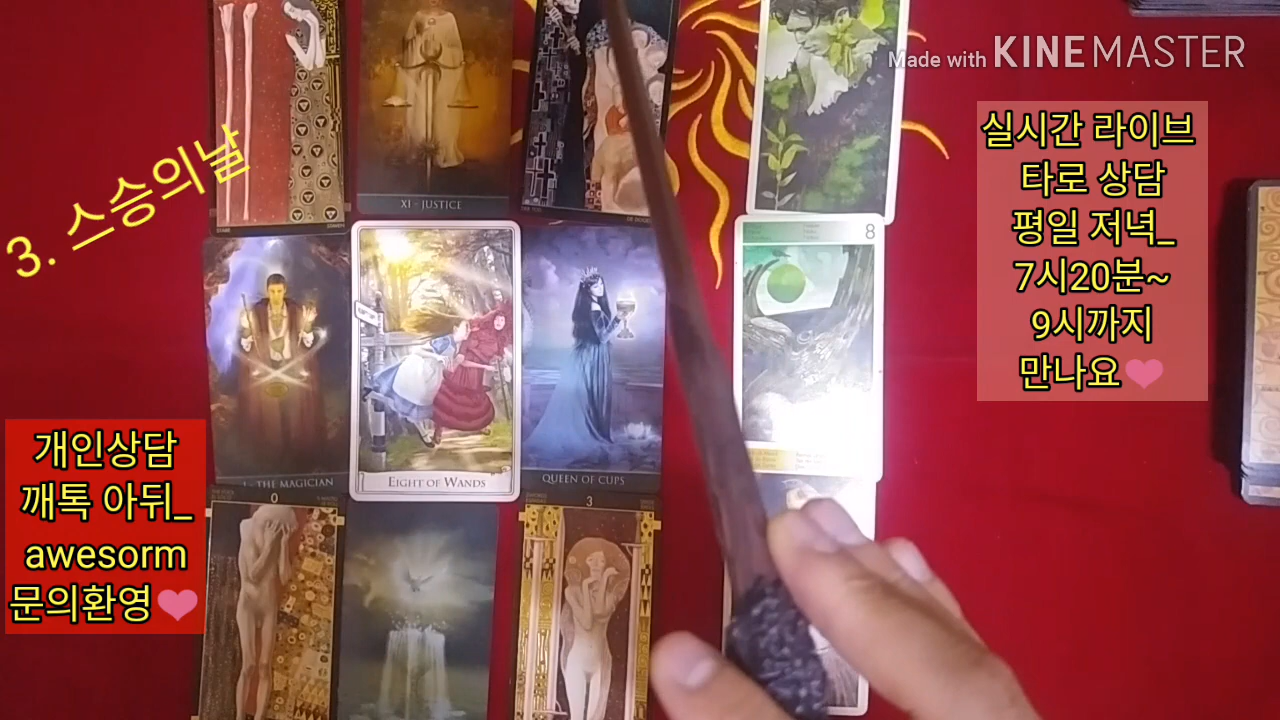 Made with KINEMASTER
실시간 라이브
타로 상담
평일 저녁_
7시20분~
9시까지
만나요❤
3. 스승의날
XI - JUSTICE
8
I - THE MAGICIAN
EIGHT OF WANDS
QUEEN OF CUPS
개인상담
깨톡 아뒤_
awesorm
문의환영❤
0
3